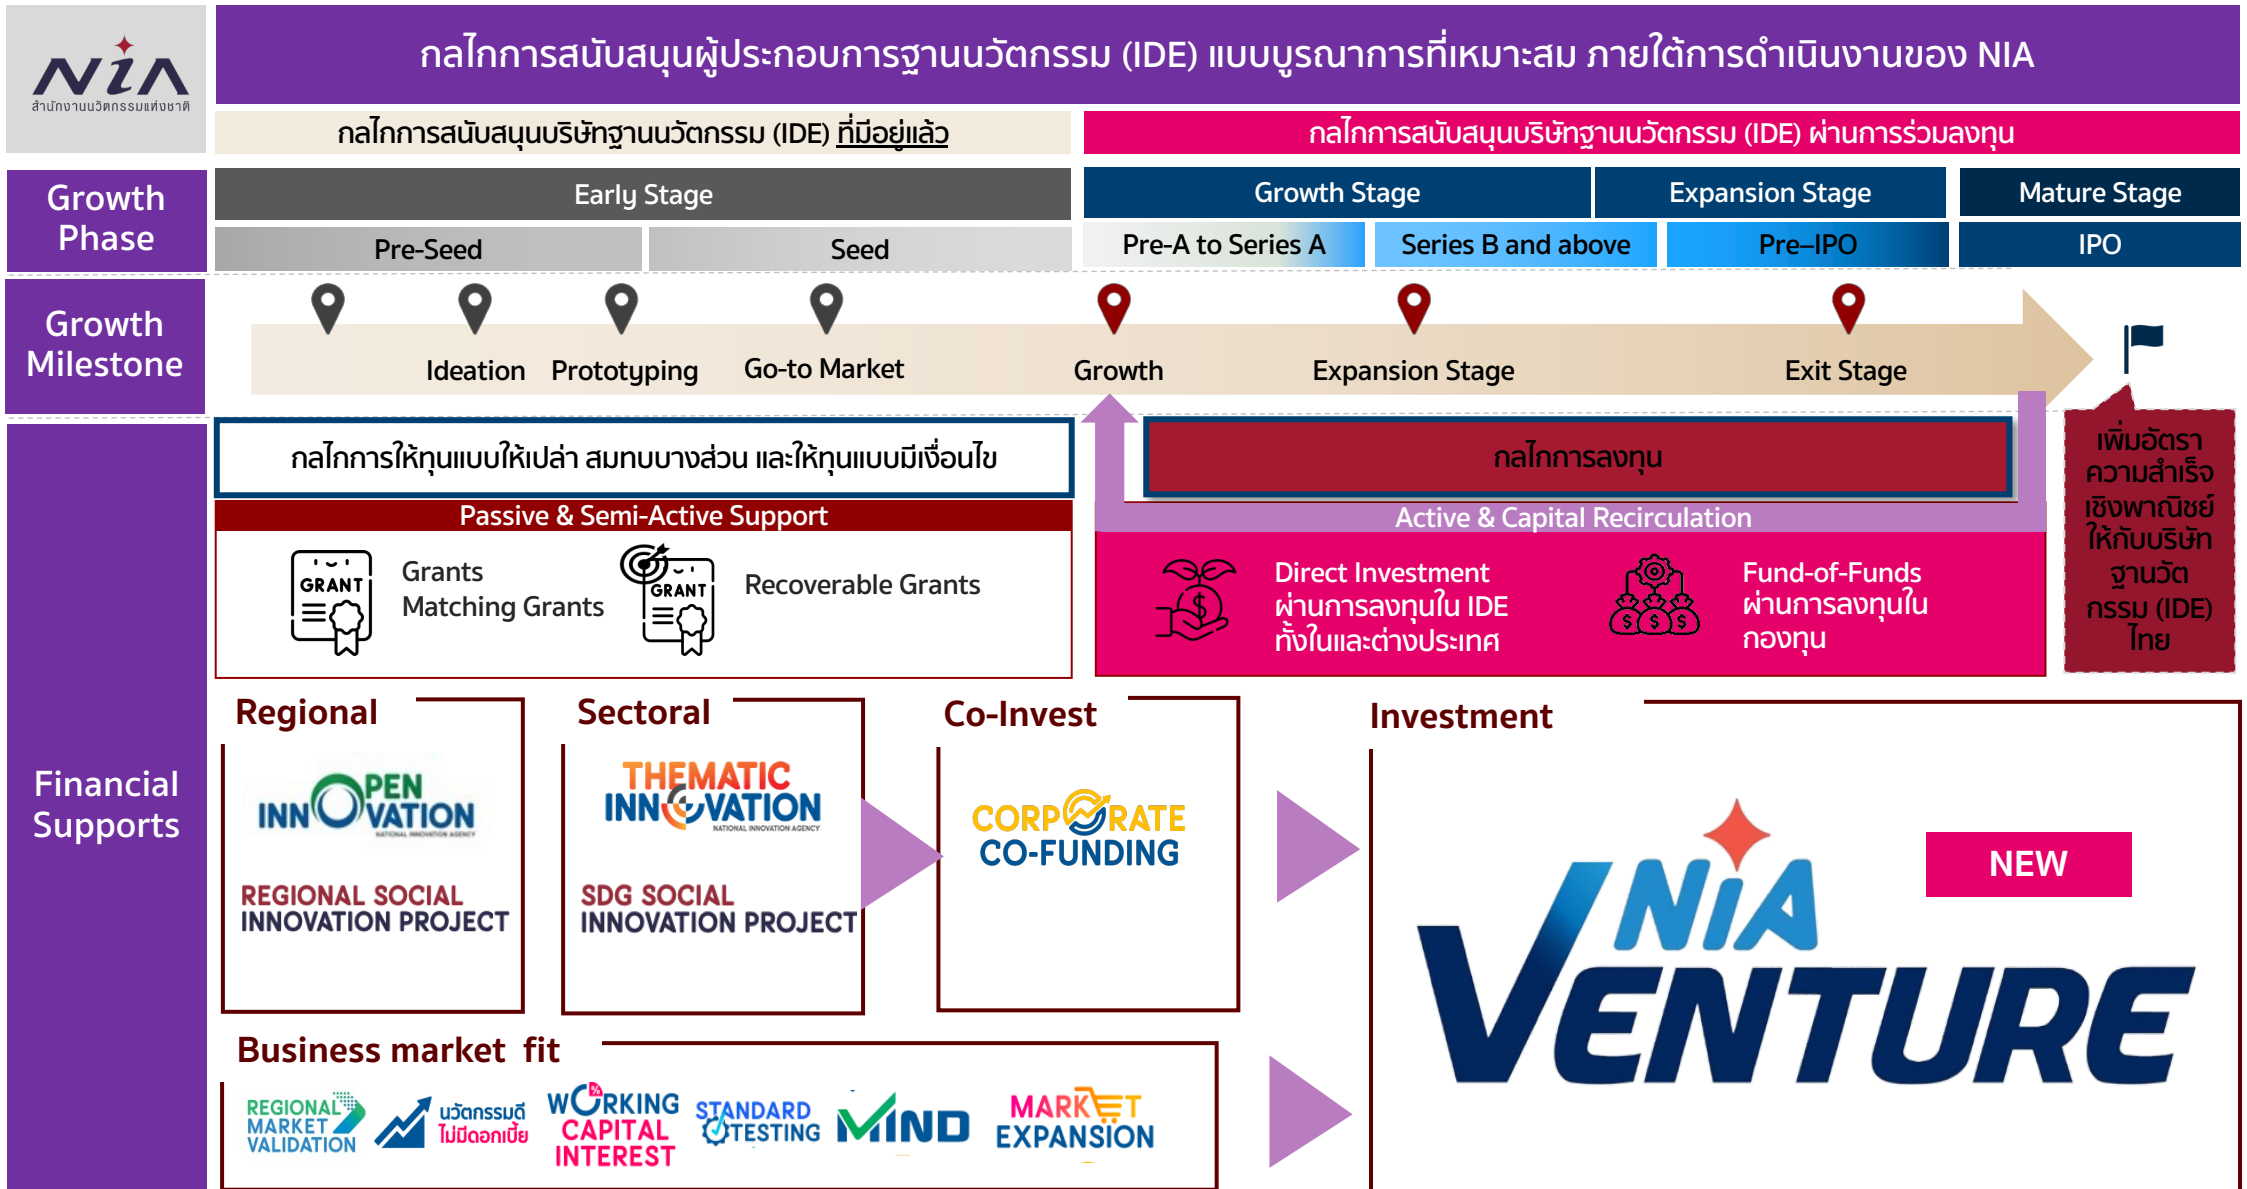 NiA
สำนักงานนวัตกรรมแห่งชาติ
กลไกการสนับสนุนผู้ประกอบการฐานนวัตกรรม (IDE) แบบบูรณาการที่เหมาะสม ภายใต้การดำเนินงานของ NIA
กลไกการสนับสนุนบริษัทฐานนวัตกรรม (IDE) ที่มีอยู่แล้ว
กลไกการสนับสนุนบริษัทฐานนวัตกรรม (IDE) ผ่านการร่วมลงทุน
Growth
Phase
Early Stage
Growth Stage
Expansion Stage
Mature Stage
Pre-Seed
Seed
Pre-A to Series A
Series B and above
Pre–IPO
IPO
Growth
Milestone
Ideation
Prototyping
Go-to Market
Growth
Expansion Stage
Exit Stage
Financial
Supports
กลไกการให้ทุนแบบให้เปล่า สมทบบางส่วน และให้ทุนแบบมีเงื่อนไข
กลไกการลงทุน
เพิ่มอัตรา
ความสำเร็จ
เชิงพาณิชย์
ให้กับบริษัท
ฐานวัต
กรรม (IDE)
ไทย
Passive & Semi-Active Support
Active & Capital Recirculation
GRANT
Grants
Matching Grants
GRANT
Recoverable Grants
Direct Investment
ผ่านการลงทุนใน IDE
ทั้งในและต่างประเทศ
Fund-of-Funds
ผ่านการลงทุนใน
กองทุน
Regional
OPEN
INNOVATION
NATIONAL INNOVATION AGENCY
REGIONAL SOCIAL
INNOVATION PROJECT
Sectoral
THEMATIC
INNOVATION
NATIONAL INNOVATION AGENCY
SDG SOCIAL
INNOVATION PROJECT
Co-Invest
CORPORATE
CO-FUNDING
Investment
NEW
NiA
VENTURE
Business market fit
REGIONAL
MARKET
VALIDATION
นวัตกรรมดี
ไม่มีดอกเบี้ย
WORKING
CAPITAL
INTEREST
STANDARD
TESTING
MIND
MARKET
EXPANSION